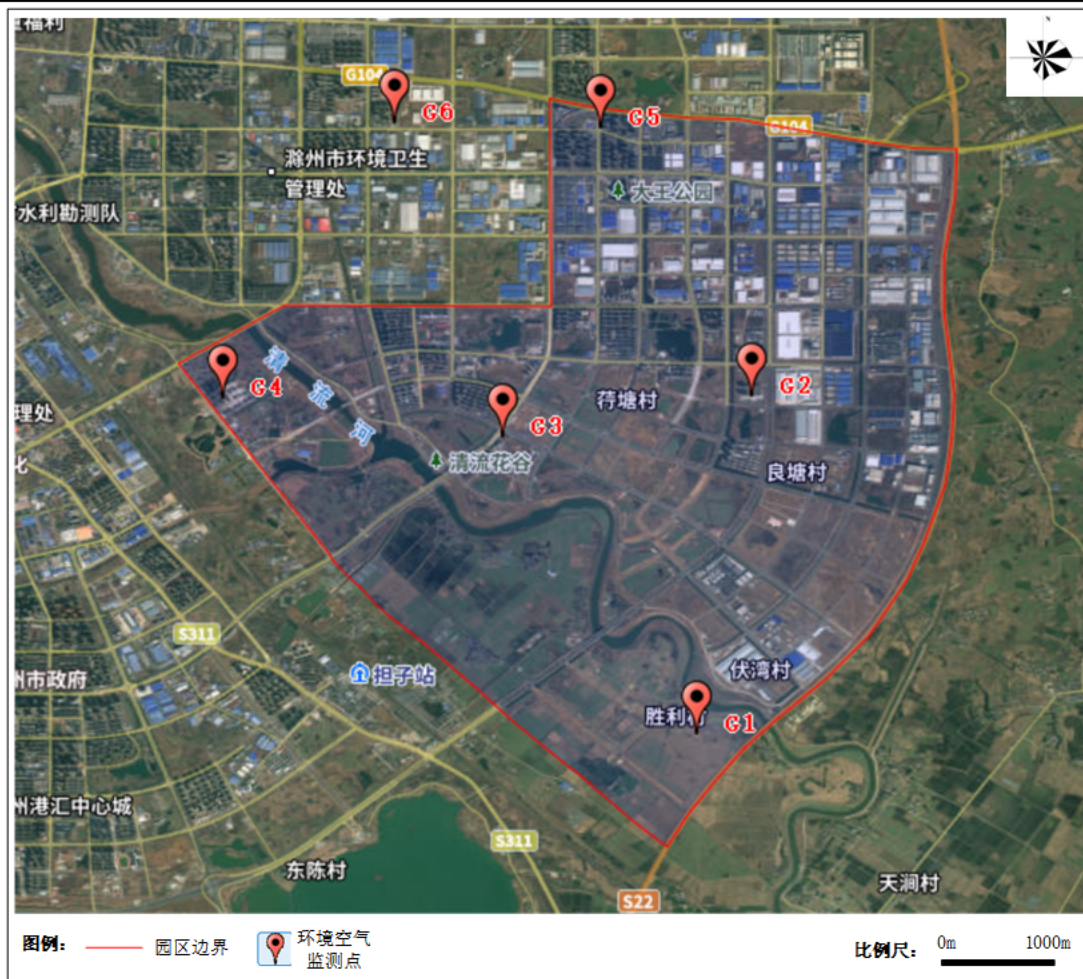 福利
G104
G6
G5
G104
滁州市环境卫生
管理处
水利勘测队
大王公园
清流河
G4
G2
荇塘村
理处
G3
化
清流花谷
良塘村
S311
担子站
州市政府
伏湾村
胜利村
G1
州港汇中心城
S311
东陈村
天涧村
S22
图例：
园区边界
环境空气
监测点
比例尺：
0m
1000m